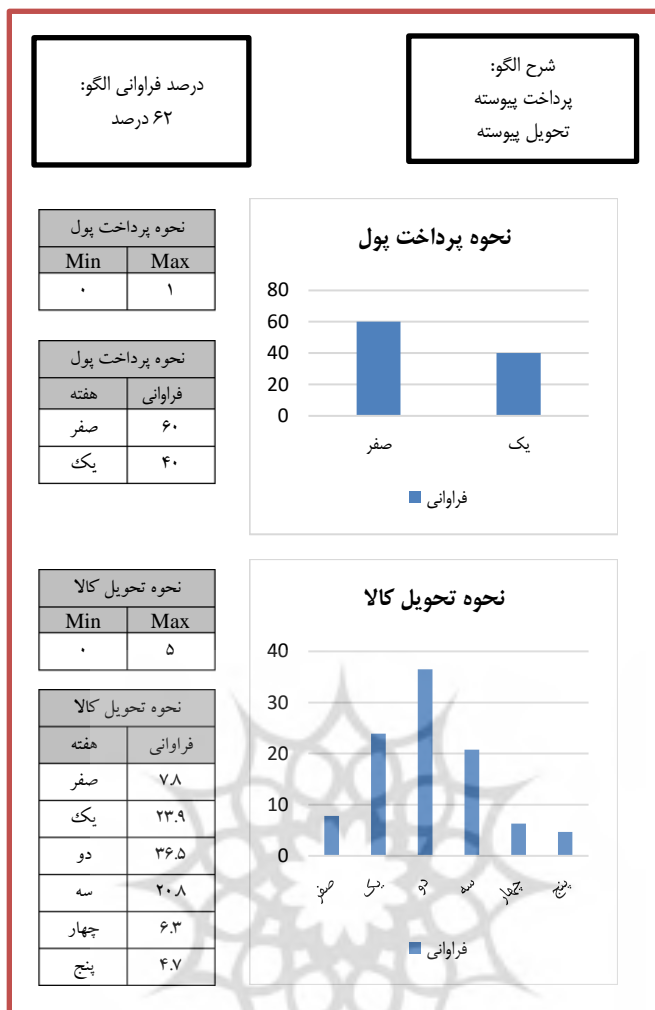 شرح الگو:
پرداخت پیوسته
تحویل پیوسته
درصد فراوانی الگو:
۶۲ درصد
نحوه پرداخت پول
80
60
40
20
0
صفر
یک
فراوانی
نحوه پرداخت پول
Min Max
۰ ۱
نحوه پرداخت پول
هفته فراوانی
صفر ۶۰
یک ۴۰
نحوه تحویل کالا
40
30
20
10
0
صفر
یک
دو
سه
چهار
پنج
فراوانی
نحوه تحویل کالا
Min Max
۰ ۵
نحوه تحویل کالا
هفته فراوانی
صفر ۷.۸
یک ۲۳.۹
دو ۳۶.۵
سه ۲۰.۸
چهار ۶.۳
پنج ۴.۷